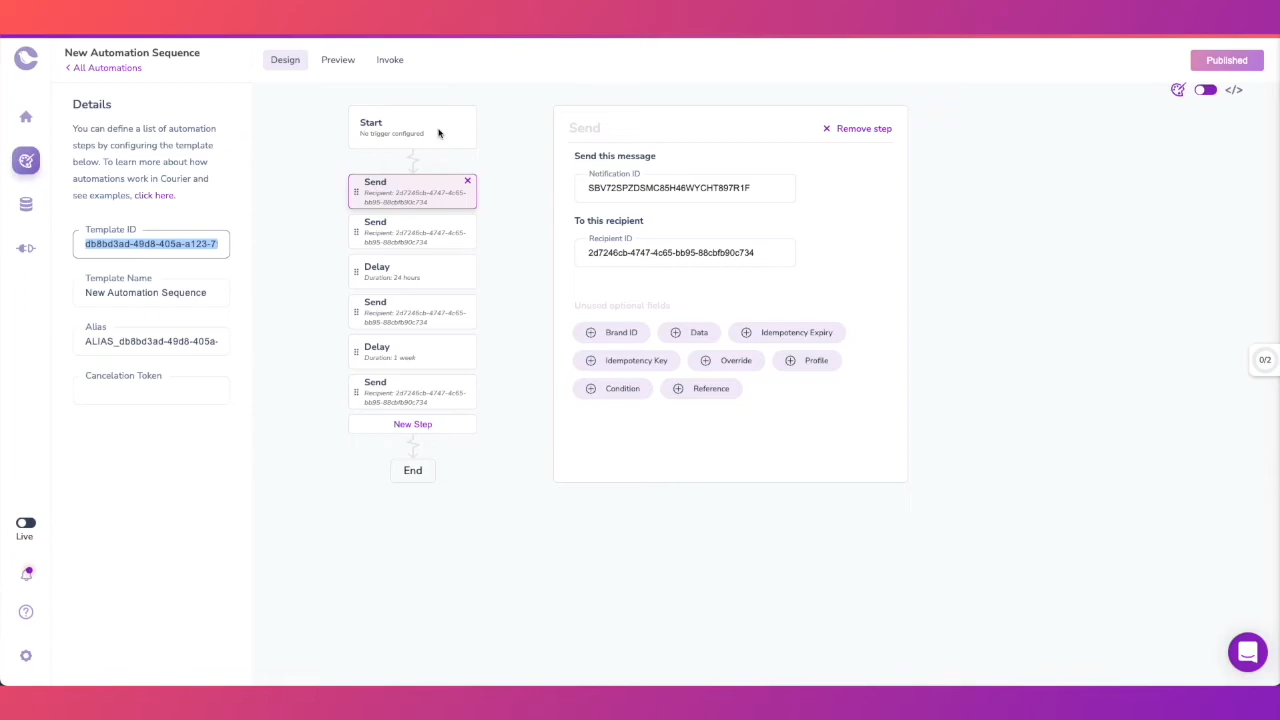 New Automation Sequence
< All Automations
Design
Preview
Invoke
Published
</>
Details
You can define a list of automation
steps by configuring the template
below. To learn more about how
automations work in Courier and
see examples, click here.
Template ID
db8bd3ad-49d8-405a-a123-7
Template Name
New Automation Sequence
Alias
ALIAS_db8bd3ad-49d8-405a-
Cancelation Token
Live
Start
No trigger configured
Send
Recipient: 2d7246cb-4747-4c65-
bb95-88cbfb90c734
Send
Recipient: 2d7246cb-4747-4c65-
bb95-88cbfb90c734
Delay
Duration: 24 hours
Send
Recipient: 2d7246cb-4747-4c65-
bb95-88cbfb90c734
Delay
Duration: 1 week
Send
Recipient: 2d7246cb-4747-4c65-
bb95-88cbfb90c734
New Step
End
Send
× Remove step
Send this message
Notification ID
SBV72SPZDSMC85H46WYCHT897R1F
To this recipient
Recipient ID
2d7246cb-4747-4c65-bb95-88cbfb90c734
Unused optional fields
Brand ID
Data
Idempotency Expiry
Idempotency Key
Override
Profile
Condition
Reference
0/2